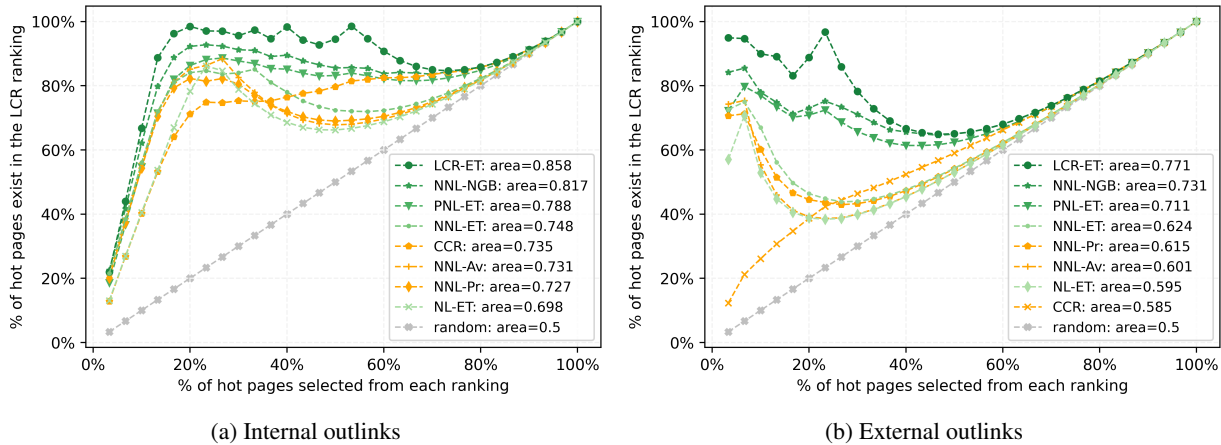 % of hot pages exist in the LCR ranking
100%
80%
60%
40%
20%
0%
LCR-ET: area=0.858
NNL-NGB: area=0.817
PNL-ET: area=0.788
NNL-ET: area=0.748
CCR: area=0.735
NNL-Av: area=0.731
NNL-Pr: area=0.727
NL-ET: area=0.698
random: area=0.5
0% 20% 40% 60% 80% 100%
% of hot pages selected from each ranking
(a) Internal outlinks
% of hot pages exist in the LCR ranking
100%
80%
60%
40%
20%
0%
LCR-ET: area=0.771
NNL-NGB: area=0.731
PNL-ET: area=0.711
NNL-ET: area=0.624
NNL-Pr: area=0.615
NNL-Av: area=0.601
NL-ET: area=0.595
CCR: area=0.585
random: area=0.5
0% 20% 40% 60% 80% 100%
% of hot pages selected from each ranking
(b) External outlinks